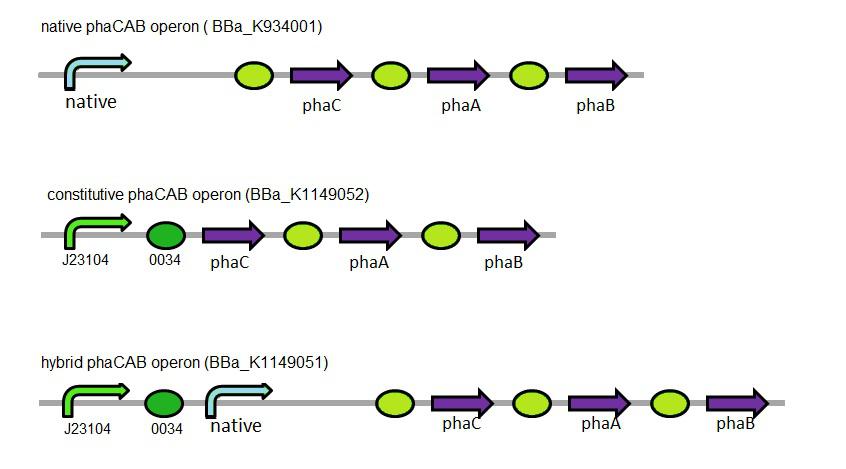 native phaCAB operon ( BBa_K934001)
native
phaC phaA phaB
constitutive phaCAB operon (BBa_K1149052)
J23104 0034 phaC phaA phaB
hybrid phaCAB operon (BBa_K1149051)
J23104 0034 native phaC phaA phaB